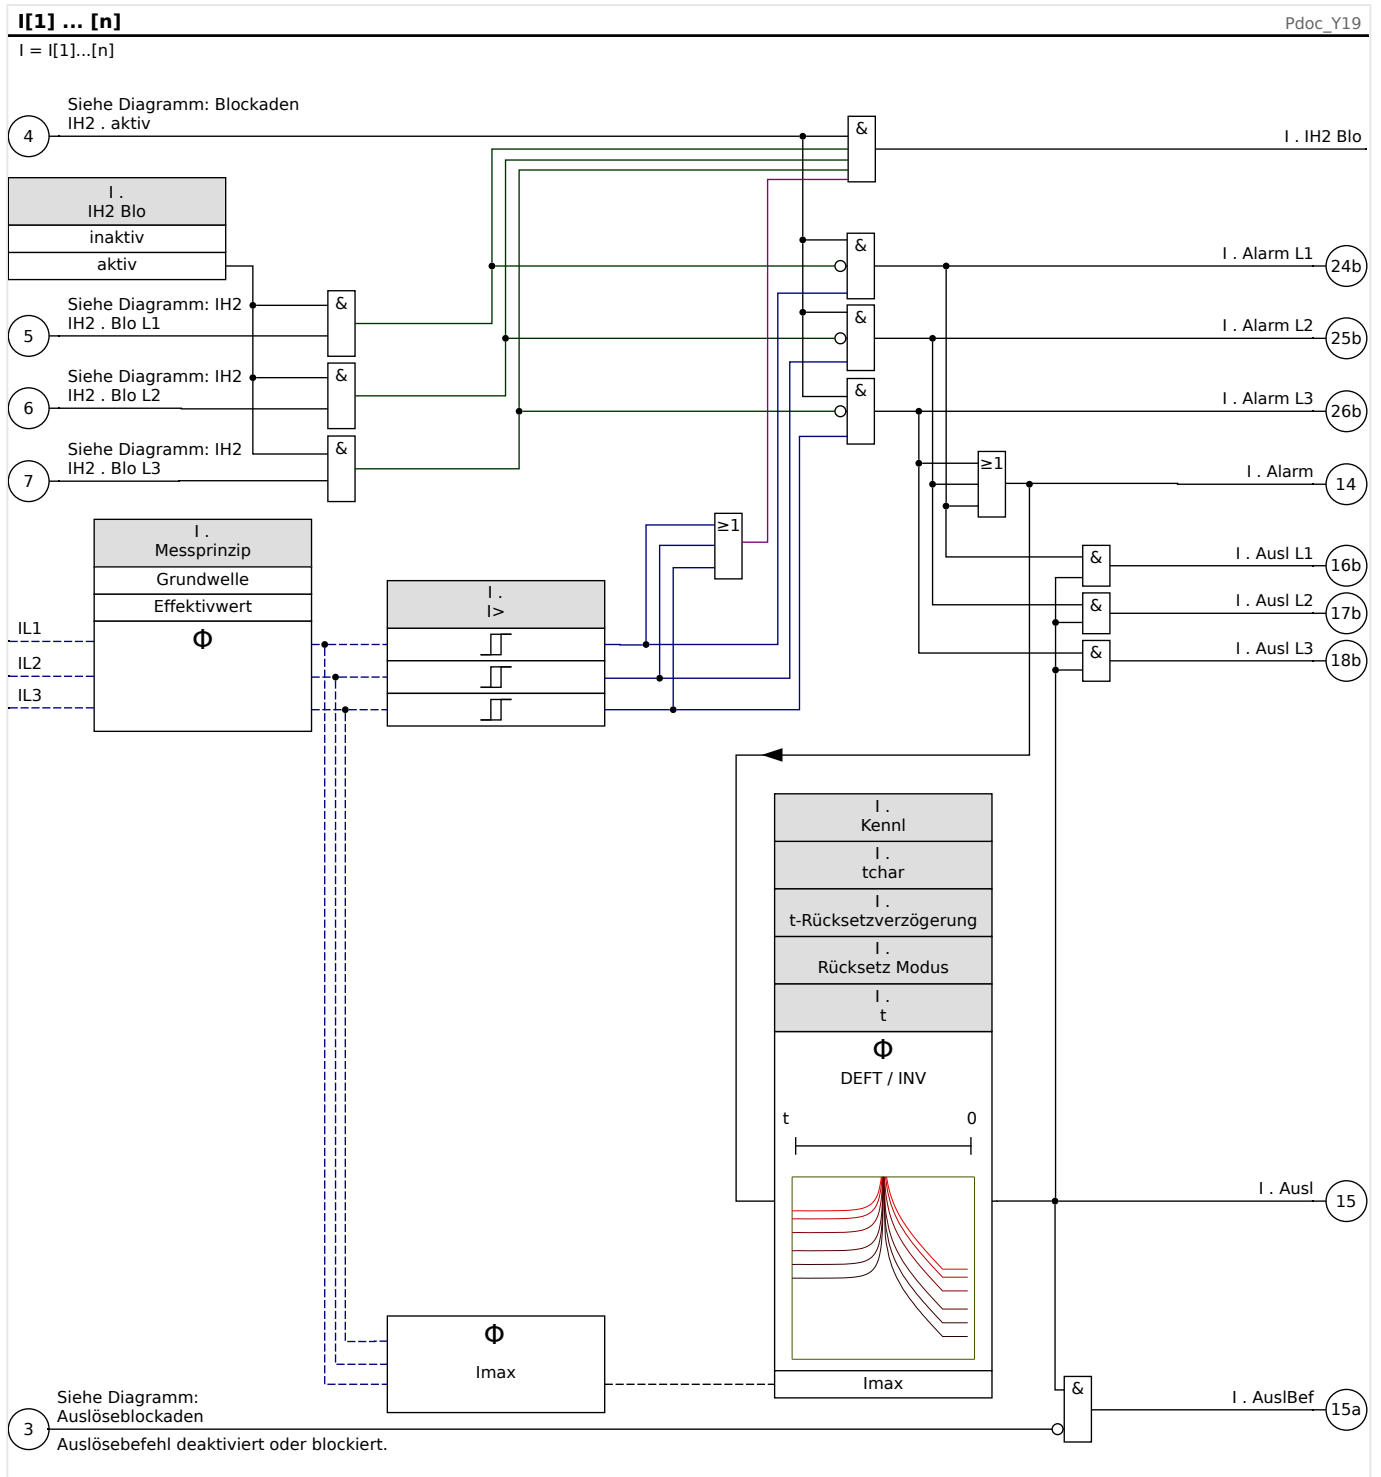 I[1] ... [n]
Pdoc_Y19
I = I[1]...[n]
Siehe Diagramm: Blockaden
IH2 . aktiv
4
&
I . IH2 Blo
I .
IH2 Blo
inaktiv
aktiv
&
I . Alarm L1
24b
Siehe Diagramm: IH2
IH2 . Blo L1
5
&
&
I . Alarm L2
25b
Siehe Diagramm: IH2
IH2 . Blo L2
6
&
&
I . Alarm L3
26b
Siehe Diagramm: IH2
IH2 . Blo L3
7
&
≥1
I . Alarm
14
I .
Messprinzip
Grundwelle
Effektivwert
Φ
IL1
IL2
IL3
I .
I>
≥1
&
I . Ausl L1
16b
&
I . Ausl L2
17b
&
I . Ausl L3
18b
I .
Kennl
I .
tchar
I .
t-Rücksetzverzögerung
I .
Rücksetz Modus
I .
t
Φ
DEFT / INV
t
0
I . Ausl
15
Φ
Imax
Imax
Siehe Diagramm:
Auslöseblockaden
3
Auslösebefehl deaktiviert oder blockiert.
&
I . AuslBef
15a